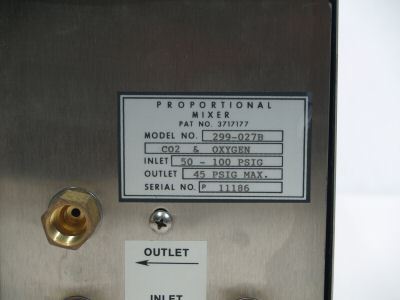 PROPORTIONAL
MIXER
PAT NO. 3717177
MODEL NO. 299-027B
CO2 & OXYGEN
INLET 50 - 100 PSIG
OUTLET 45 PSIG MAX.
SERIAL NO. P 11186
OUTLET
INLET